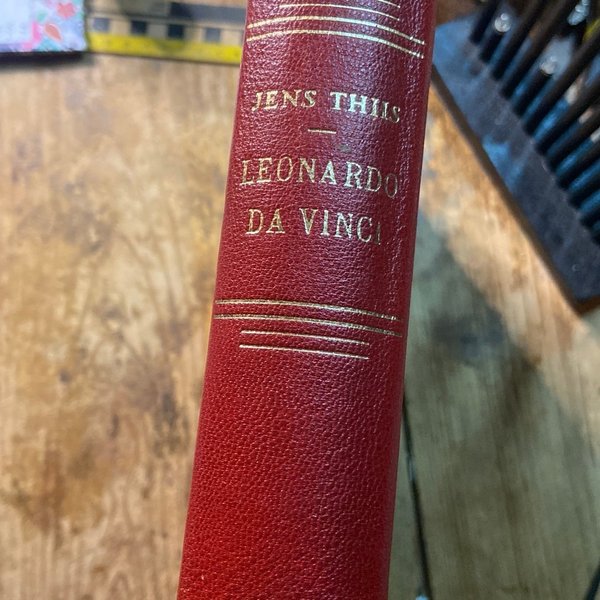 JENS THIIS
—
LEONARDO
DA VINCI